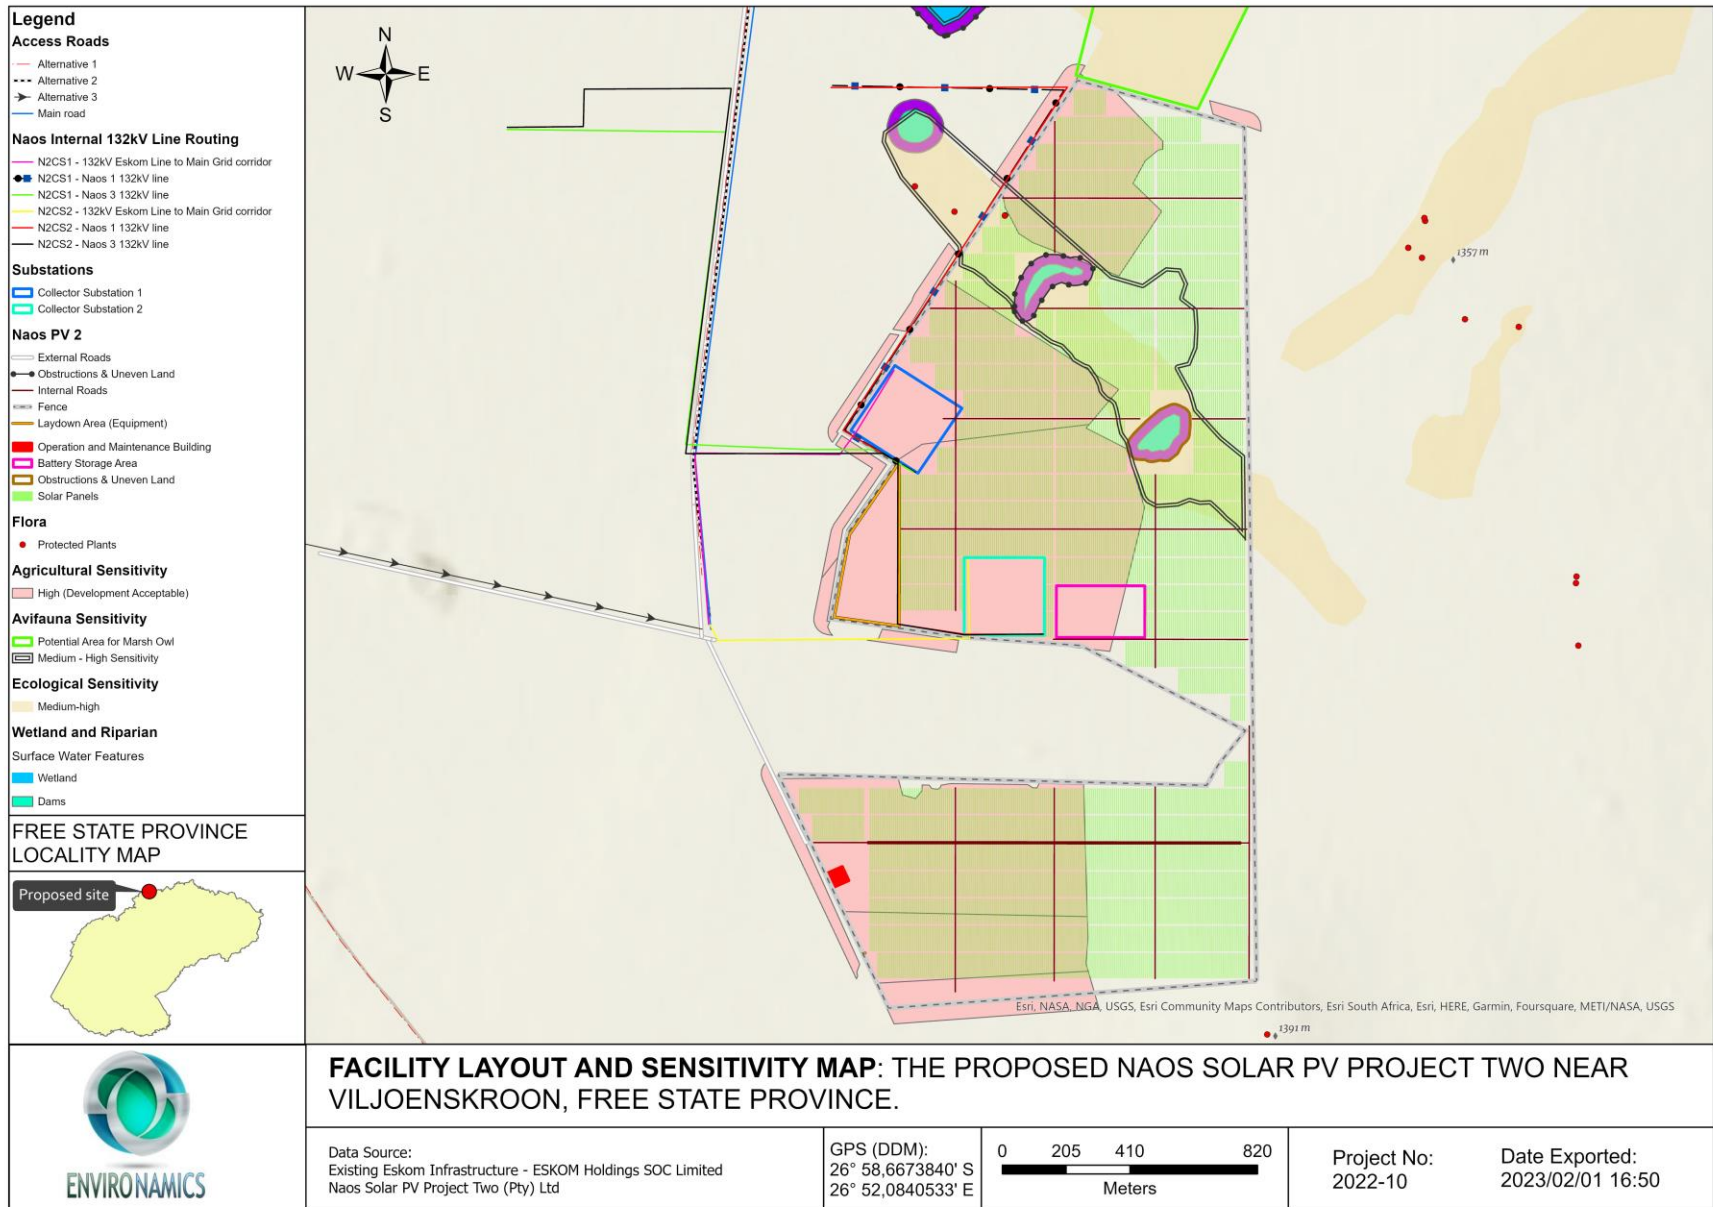 Legend
Access Roads
Alternative 1
Alternative 2
Alternative 3
Main road
Naos Internal 132kV Line Routing
N2CS1 - 132kV Eskom Line to Main Grid corridor
N2CS1 - Naos 1 132kV line
N2CS1 - Naos 3 132kV line
N2CS2 - 132kV Eskom Line to Main Grid corridor
N2CS2 - Naos 1 132kV line
N2CS2 - Naos 3 132kV line
Substations
Collector Substation 1
Collector Substation 2
Naos PV 2
External Roads
Obstructions & Uneven Land
Internal Roads
Fence
Laydown Area (Equipment)
Operation and Maintenance Building
Battery Storage Area
Obstructions & Uneven Land
Solar Panels
Flora
Protected Plants
Agricultural Sensitivity
High (Development Acceptable)
Avifauna Sensitivity
Potential Area for Marsh Owl
Medium - High Sensitivity
Ecological Sensitivity
Medium-high
Wetland and Riparian
Surface Water Features
Wetland
Dams
FREE STATE PROVINCE
LOCALITY MAP
Proposed site
N
W E
S
1357 m
Esri, NASA, NGA, USGS, Esri Community Maps Contributors, Esri South Africa, Esri, HERE, Garmin, Foursquare, METI/NASA, USGS
1391 m
ENVIRONAMICS
FACILITY LAYOUT AND SENSITIVITY MAP: THE PROPOSED NAOS SOLAR PV PROJECT TWO NEAR
VILJOENSKROON, FREE STATE PROVINCE.
Data Source:
Existing Eskom Infrastructure - ESKOM Holdings SOC Limited
Naos Solar PV Project Two (Pty) Ltd
GPS (DDM):
26° 58,6673840' S
26° 52,0840533' E
0 205 410 820
Meters
Project No:
2022-10
Date Exported:
2023/02/01 16:50